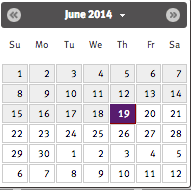 June 2014
Su Mo Tu We Th Fr Sa
1 2 3 4 5 6 7
8 9 10 11 12 13 14
15 16 17 18 19 20 21
22 23 24 25 26 27 28
29 30 1 2 3 4 5
6 7 8 9 10 11 12